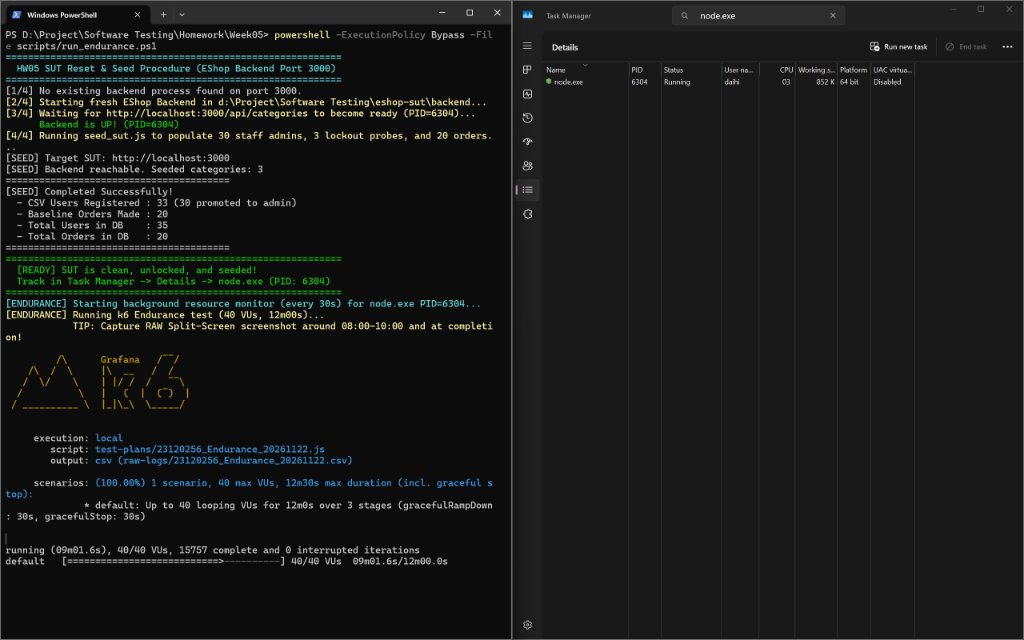 Windows PowerShell
PS D:\Project\Software Testing\Homework\Week05> powershell -ExecutionPolicy Bypass -Fil
e scripts/run_endurance.ps1
============================================================
  HW05 SUT Reset & Seed Procedure (EShop Backend Port 3000)
============================================================
[1/4] No existing backend process found on port 3000.
[2/4] Starting fresh EShop Backend in d:\Project\Software Testing\eshop-sut\backend...
[3/4] Waiting for http://localhost:3000/api/categories to become ready (PID=6304)...
      Backend is UP! (PID=6304)
[4/4] Running seed_sut.js to populate 30 staff admins, 3 lockout probes, and 20 orders.
..
[SEED] Target SUT: http://localhost:3000
[SEED] Backend reachable. Seeded categories: 3
========================================
[SEED] Completed Successfully!
  - CSV Users Registered : 33 (30 promoted to admin)
  - Baseline Orders Made : 20
  - Total Users in DB    : 35
  - Total Orders in DB   : 20
========================================
============================================================
  [READY] SUT is clean, unlocked, and seeded!
  Track in Task Manager -> Details -> node.exe (PID: 6304)
============================================================
[ENDURANCE] Starting background resource monitor (every 30s) for node.exe PID=6304...
[ENDURANCE] Running k6 Endurance test (40 VUs, 12m00s)...
            TIP: Capture RAW Split-Screen screenshot around 08:00-10:00 and at completi
on!
Grafana
k6
     execution: local
        script: test-plans/23120256_Endurance_20261122.js
        output: csv (raw-logs/23120256_Endurance_20261122.csv)
     scenarios: (100.00%) 1 scenario, 40 max VUs, 12m30s max duration (incl. graceful s
top):
              * default: Up to 40 looping VUs for 12m0s over 3 stages (gracefulRampDown
: 30s, gracefulStop: 30s)
running (09m01.6s), 40/40 VUs, 15757 complete and 0 interrupted iterations
default   [===========================>----------] 40/40 VUs  09m01.6s/12m00.0s
Task Manager
node.exe
Details
Run new task
End task
Name PID Status User na... CPU Working s... Platform UAC virtua...
node.exe 6304 Running daihi 03 852 K 64 bit Disabled